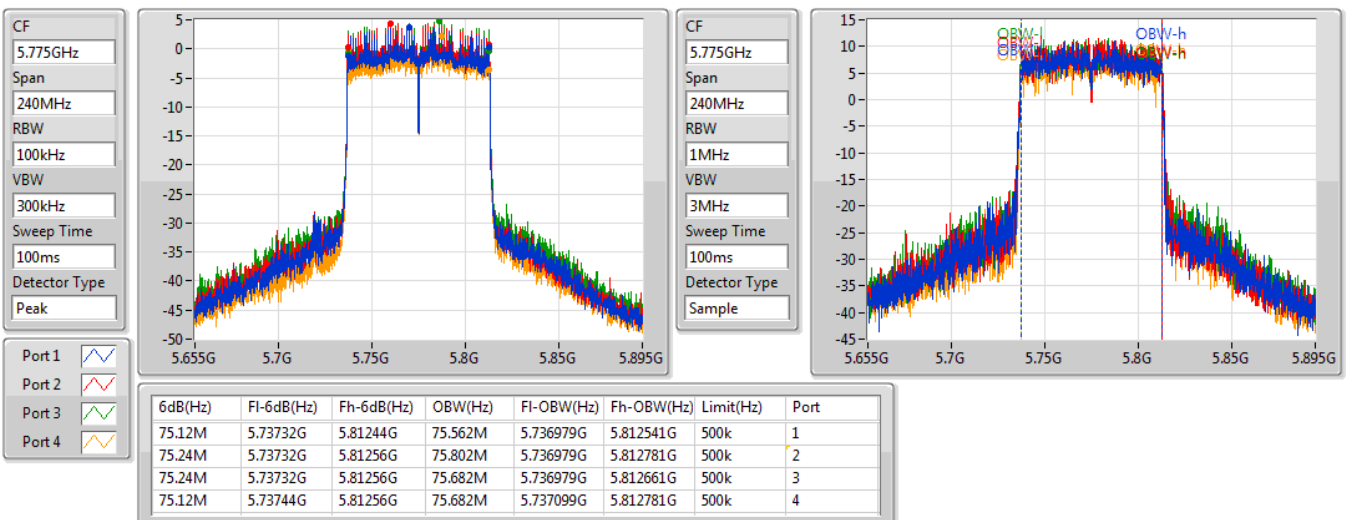 CF
5.775GHz
Span
240MHz
RBW
100kHz
VBW
300kHz
Sweep Time
100ms
Detector Type
Peak
5
0
-5
-10
-15
-20
-25
-30
-35
-40
-45
-50
5.655G 5.7G 5.75G 5.8G 5.85G 5.895G
CF
5.775GHz
Span
240MHz
RBW
1MHz
VBW
3MHz
Sweep Time
100ms
Detector Type
Sample
15
10
5
0
-5
-10
-15
-20
-25
-30
-35
-40
-45
OBW-l OBW-h
OBW-h
5.655G 5.7G 5.75G 5.8G 5.85G 5.895G
Port 1
Port 2
Port 3
Port 4
6dB(Hz) Fl-6dB(Hz) Fh-6dB(Hz) OBW(Hz) Fl-OBW(Hz) Fh-OBW(Hz) Limit(Hz) Port
75.12M 5.73732G 5.81244G 75.562M 5.736979G 5.812541G 500k 1
75.24M 5.73732G 5.81256G 75.802M 5.736979G 5.812781G 500k 2
75.24M 5.73732G 5.81256G 75.682M 5.736979G 5.812661G 500k 3
75.12M 5.73744G 5.81256G 75.682M 5.737099G 5.812781G 500k 4